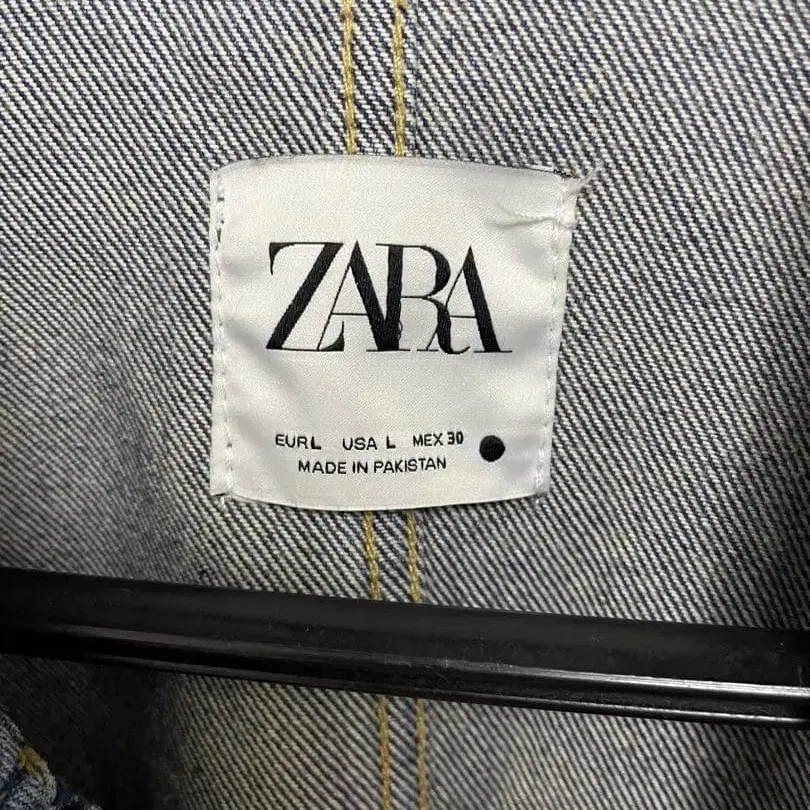 ZARA
EUR L USA L MEX 30
MADE IN PAKISTAN